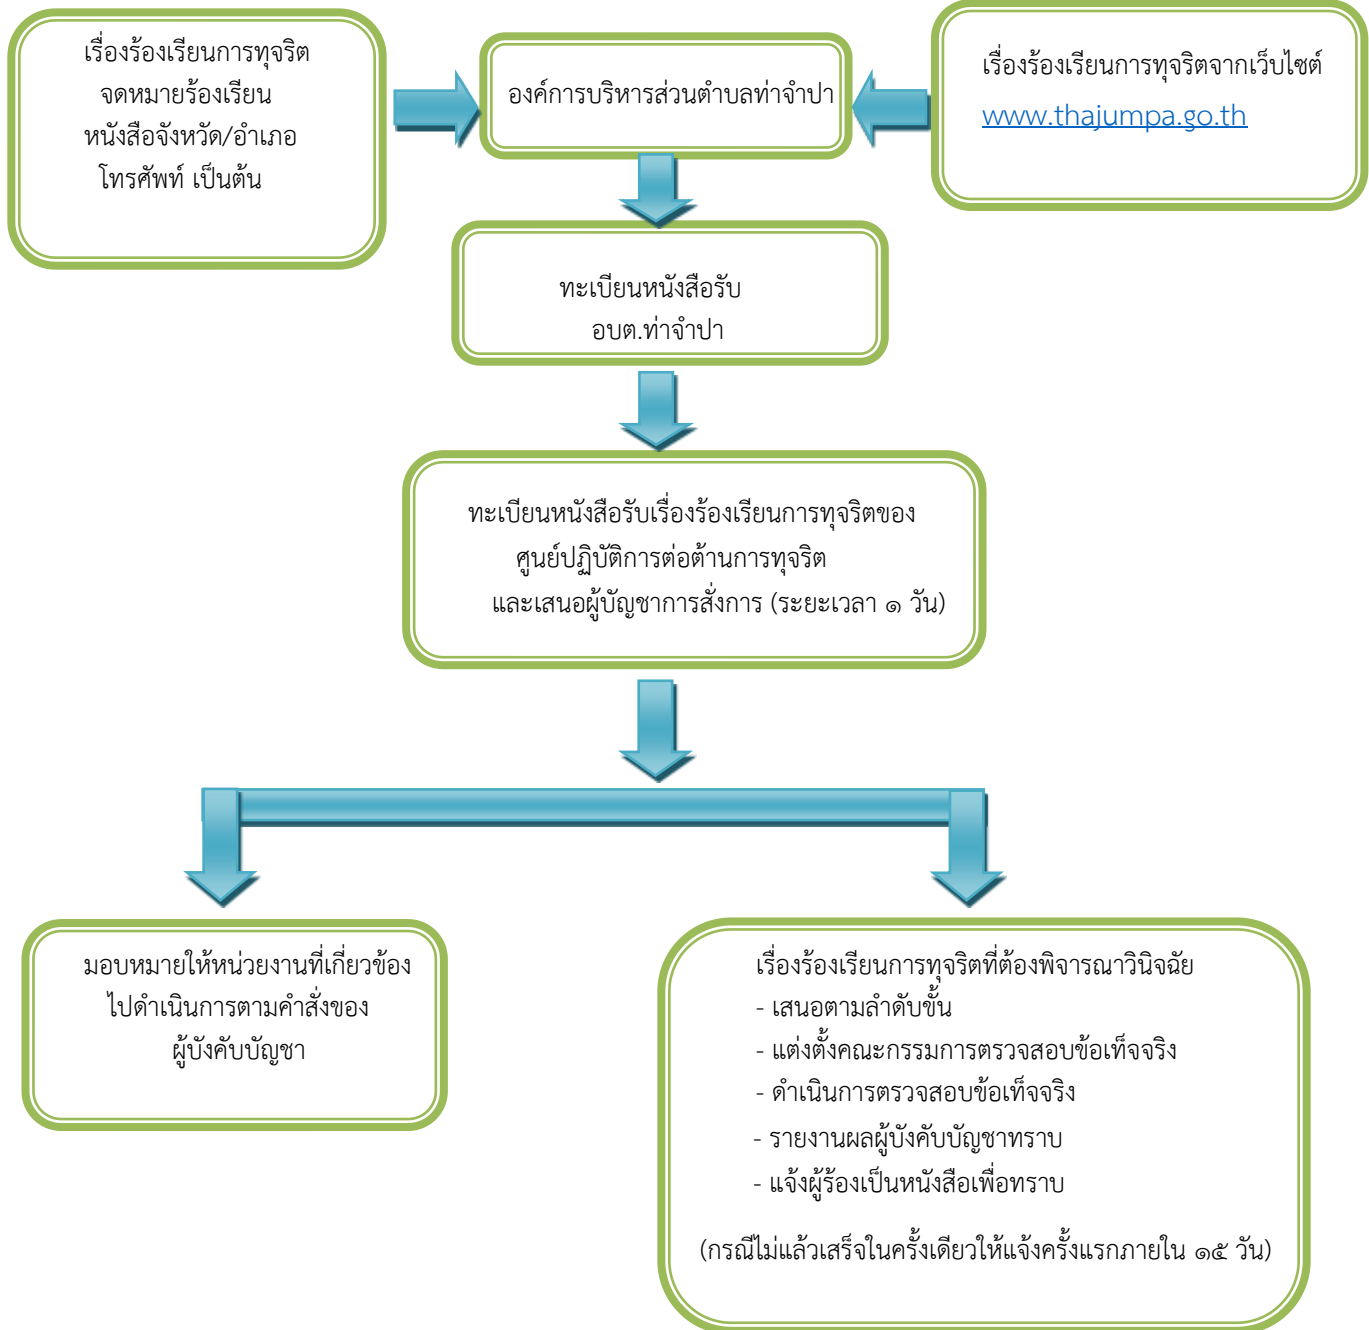 เรื่องร้องเรียนการทุจริต
จดหมายร้องเรียน
หนังสือจังหวัด/อำเภอ
โทรศัพท์ เป็นต้น
องค์การบริหารส่วนตำบลท่าจำปา
เรื่องร้องเรียนการทุจริตจากเว็บไซต์
www.thajumpa.go.th
ทะเบียนหนังสือรับ
อบต.ท่าจำปา
ทะเบียนหนังสือรับเรื่องร้องเรียนการทุจริตของ
ศูนย์ปฏิบัติการต่อต้านการทุจริต
และเสนอผู้บัญชาการสั่งการ (ระยะเวลา ๑ วัน)
มอบหมายให้หน่วยงานที่เกี่ยวข้อง
ไปดำเนินการตามคำสั่งของ
ผู้บังคับบัญชา
เรื่องร้องเรียนการทุจริตที่ต้องพิจารณาวินิจฉัย
- เสนอตามลำดับขั้น
- แต่งตั้งคณะกรรมการตรวจสอบข้อเท็จจริง
- ดำเนินการตรวจสอบข้อเท็จจริง
- รายงานผลผู้บังคับบัญชาทราบ
- แจ้งผู้ร้องเป็นหนังสือเพื่อทราบ
(กรณีไม่แล้วเสร็จในครั้งเดียวให้แจ้งครั้งแรกภายใน ๑๕ วัน)